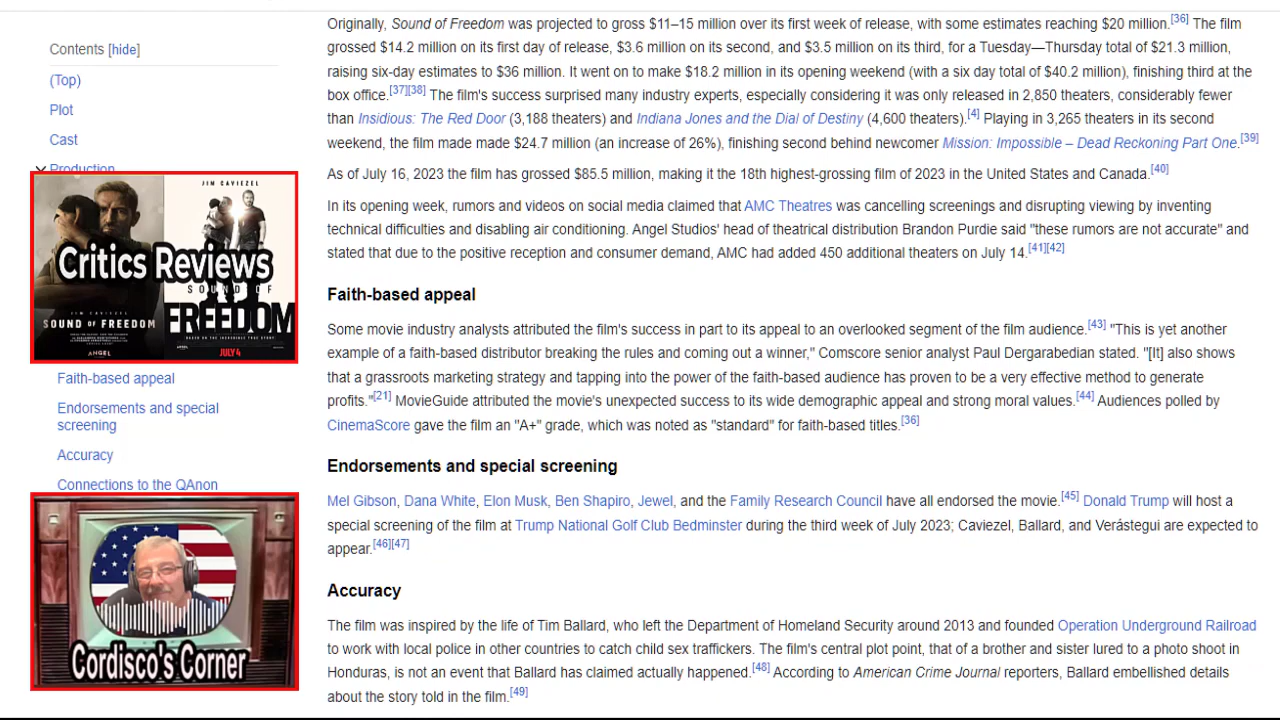 Contents [hide]
(Top)
Plot
Cast
Production
JIM CAVIEZEL
Critics Reviews
SOUND OF FREEDOM
ANGEL
SOUND OF
FREEDOM
JULY 4
Faith-based appeal
Endorsements and special
screening
Accuracy
Connections to the QAnon
Cordisco's Corner
Originally, Sound of Freedom was projected to gross $11–15 million over its first week of release, with some estimates reaching $20 million.[36] The film
grossed $14.2 million on its first day of release, $3.6 million on its second, and $3.5 million on its third, for a Tuesday—Thursday total of $21.3 million,
raising six-day estimates to $36 million. It went on to make $18.2 million in its opening weekend (with a six day total of $40.2 million), finishing third at the
box office.[37][38] The film's success surprised many industry experts, especially considering it was only released in 2,850 theaters, considerably fewer
than Insidious: The Red Door (3,188 theaters) and Indiana Jones and the Dial of Destiny (4,600 theaters).[4] Playing in 3,265 theaters in its second
weekend, the film made made $24.7 million (an increase of 26%), finishing second behind newcomer Mission: Impossible – Dead Reckoning Part One.[39]
As of July 16, 2023 the film has grossed $85.5 million, making it the 18th highest-grossing film of 2023 in the United States and Canada.[40]
In its opening week, rumors and videos on social media claimed that AMC Theatres was cancelling screenings and disrupting viewing by inventing
technical difficulties and disabling air conditioning. Angel Studios' head of theatrical distribution Brandon Purdie said "these rumors are not accurate" and
stated that due to the positive reception and consumer demand, AMC had added 450 additional theaters on July 14.[41][42]
Faith-based appeal
Some movie industry analysts attributed the film's success in part to its appeal to an overlooked segment of the film audience.[43] "This is yet another
example of a faith-based distributor breaking the rules and coming out a winner," Comscore senior analyst Paul Dergarabedian stated. "[It] also shows
that a grassroots marketing strategy and tapping into the power of the faith-based audience has proven to be a very effective method to generate
profits."[21] MovieGuide attributed the movie's unexpected success to its wide demographic appeal and strong moral values.[44] Audiences polled by
CinemaScore gave the film an "A+" grade, which was noted as "standard" for faith-based titles.[36]
Endorsements and special screening
Mel Gibson, Dana White, Elon Musk, Ben Shapiro, Jewel, and the Family Research Council have all endorsed the movie.[45] Donald Trump will host a
special screening of the film at Trump National Golf Club Bedminster during the third week of July 2023; Caviezel, Ballard, and Verástegui are expected to
appear.[46][47]
Accuracy
The film was inspired by the life of Tim Ballard, who left the Department of Homeland Security around 2013 and founded Operation Underground Railroad
to work with local police in other countries to catch child sex traffickers. The film's central plot point, that of a brother and sister lured to a photo shoot in
Honduras, is not an event that Ballard has claimed actually happened.[48] According to American Crime Journal reporters, Ballard embellished details
about the story told in the film.[49]